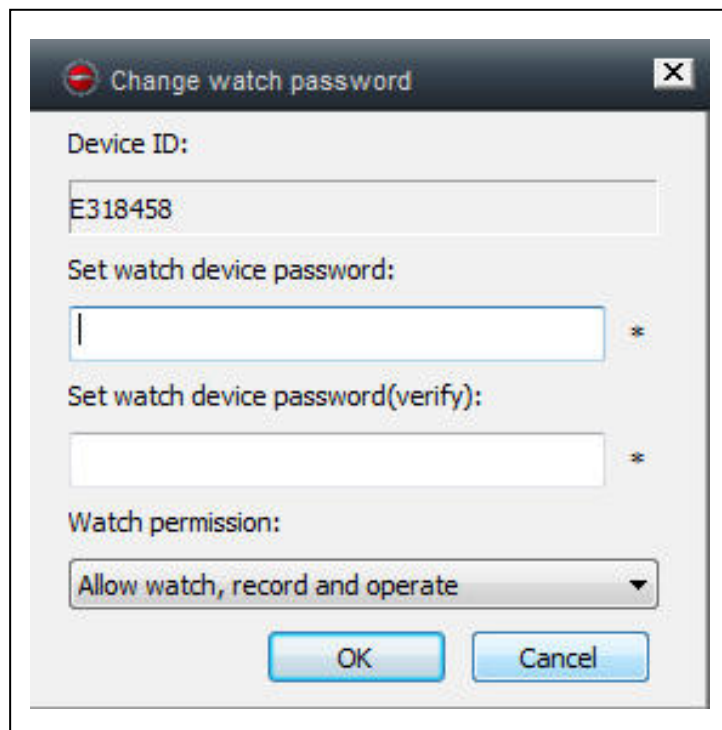 Change watch password
Device ID:
E318458
Set watch device password:
*
Set watch device password(verify):
*
Watch permission:
Allow watch, record and operate
OK Cancel